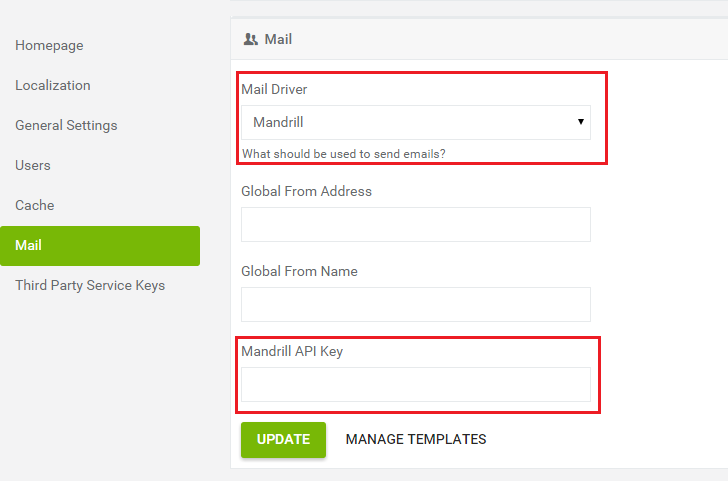 Homepage
Localization
General Settings
Users
Cache
Mail
Third Party Service Keys
Mail
Mail Driver
Mandrill
What should be used to send emails?
Global From Address
Global From Name
Mandrill API Key
UPDATE MANAGE TEMPLATES